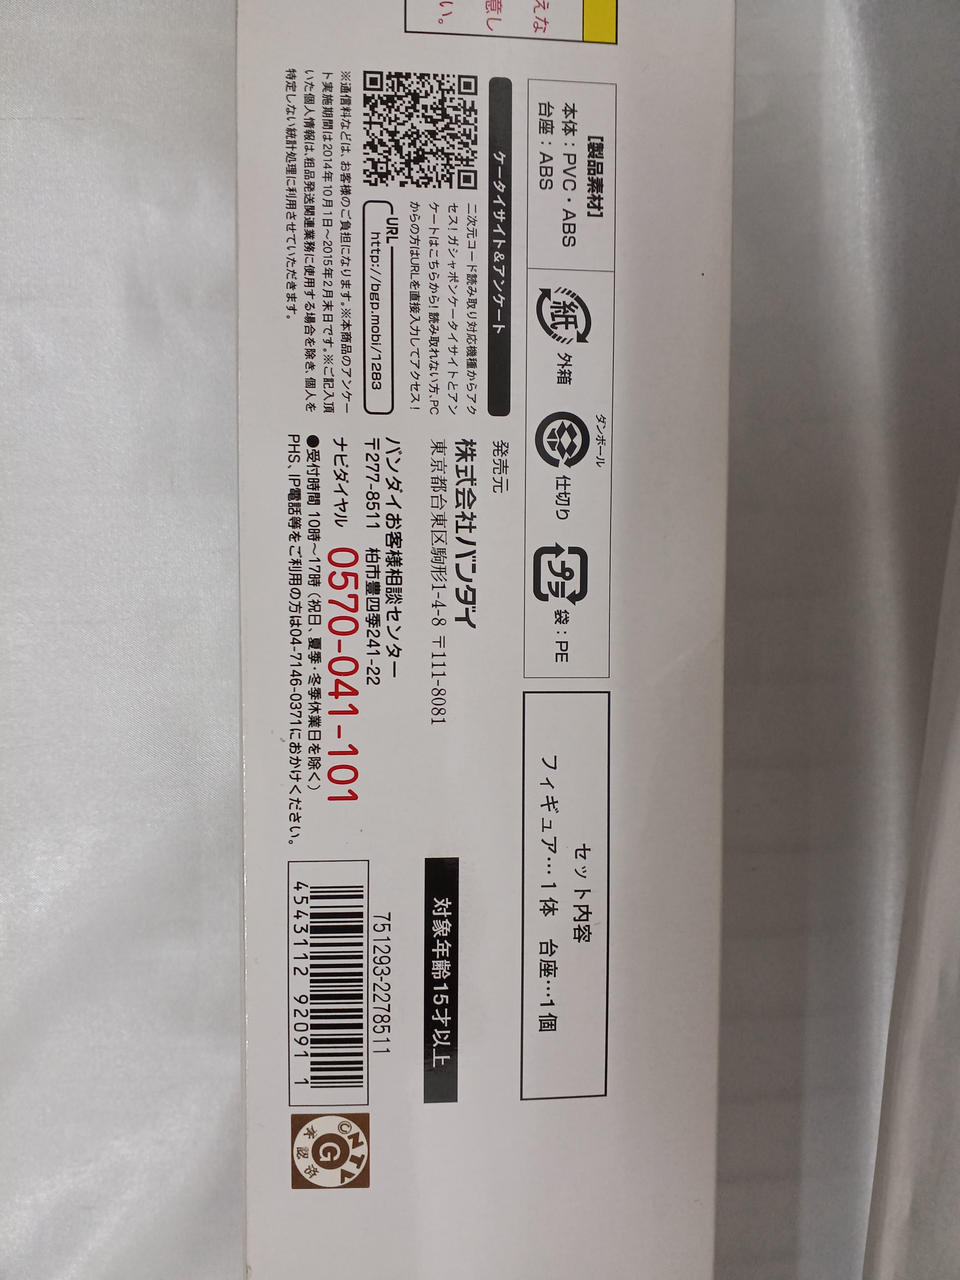 えな
意し
い。
[製品素材]
本体：PVC・ABS
台座：ABS
紙
外箱
ダンボール
仕切り
プラ
袋：PE
セット内容
フィギュア…1体 台座…1個
ケータイサイト&アンケート
二次元コード読み取り対応機種からアク
セス！ガシャポンケータイサイトとアン
ケートはこちらから！読み取れない方、PC
からの方はURLを直接入力してアクセス！
URL
http://bgp.mobi/1283
※通信料などは、お客様のご負担になります。※本商品のアンケー
ト実施期間は2014年10月1日～2015年2月末日です。※ご記入頂
いた個人情報は、粗品発送関連業務に使用する場合を除き、個人を
特定しない統計処理に利用させていただきます。
発売元
株式会社バンダイ
東京都台東区駒形1-4-8 〒111-8081
バンダイお客様相談センター
〒277-8511 柏市豊四季241-22
ナビダイヤル 0570-041-101
●受付時間 10時～17時（祝日、夏季・冬季休業日を除く）
PHS、IP電話等をご利用の方は04-7146-0371におかけください。
対象年齢15才以上
751293-2278511
4543112 920911
©NTV
G
本認済